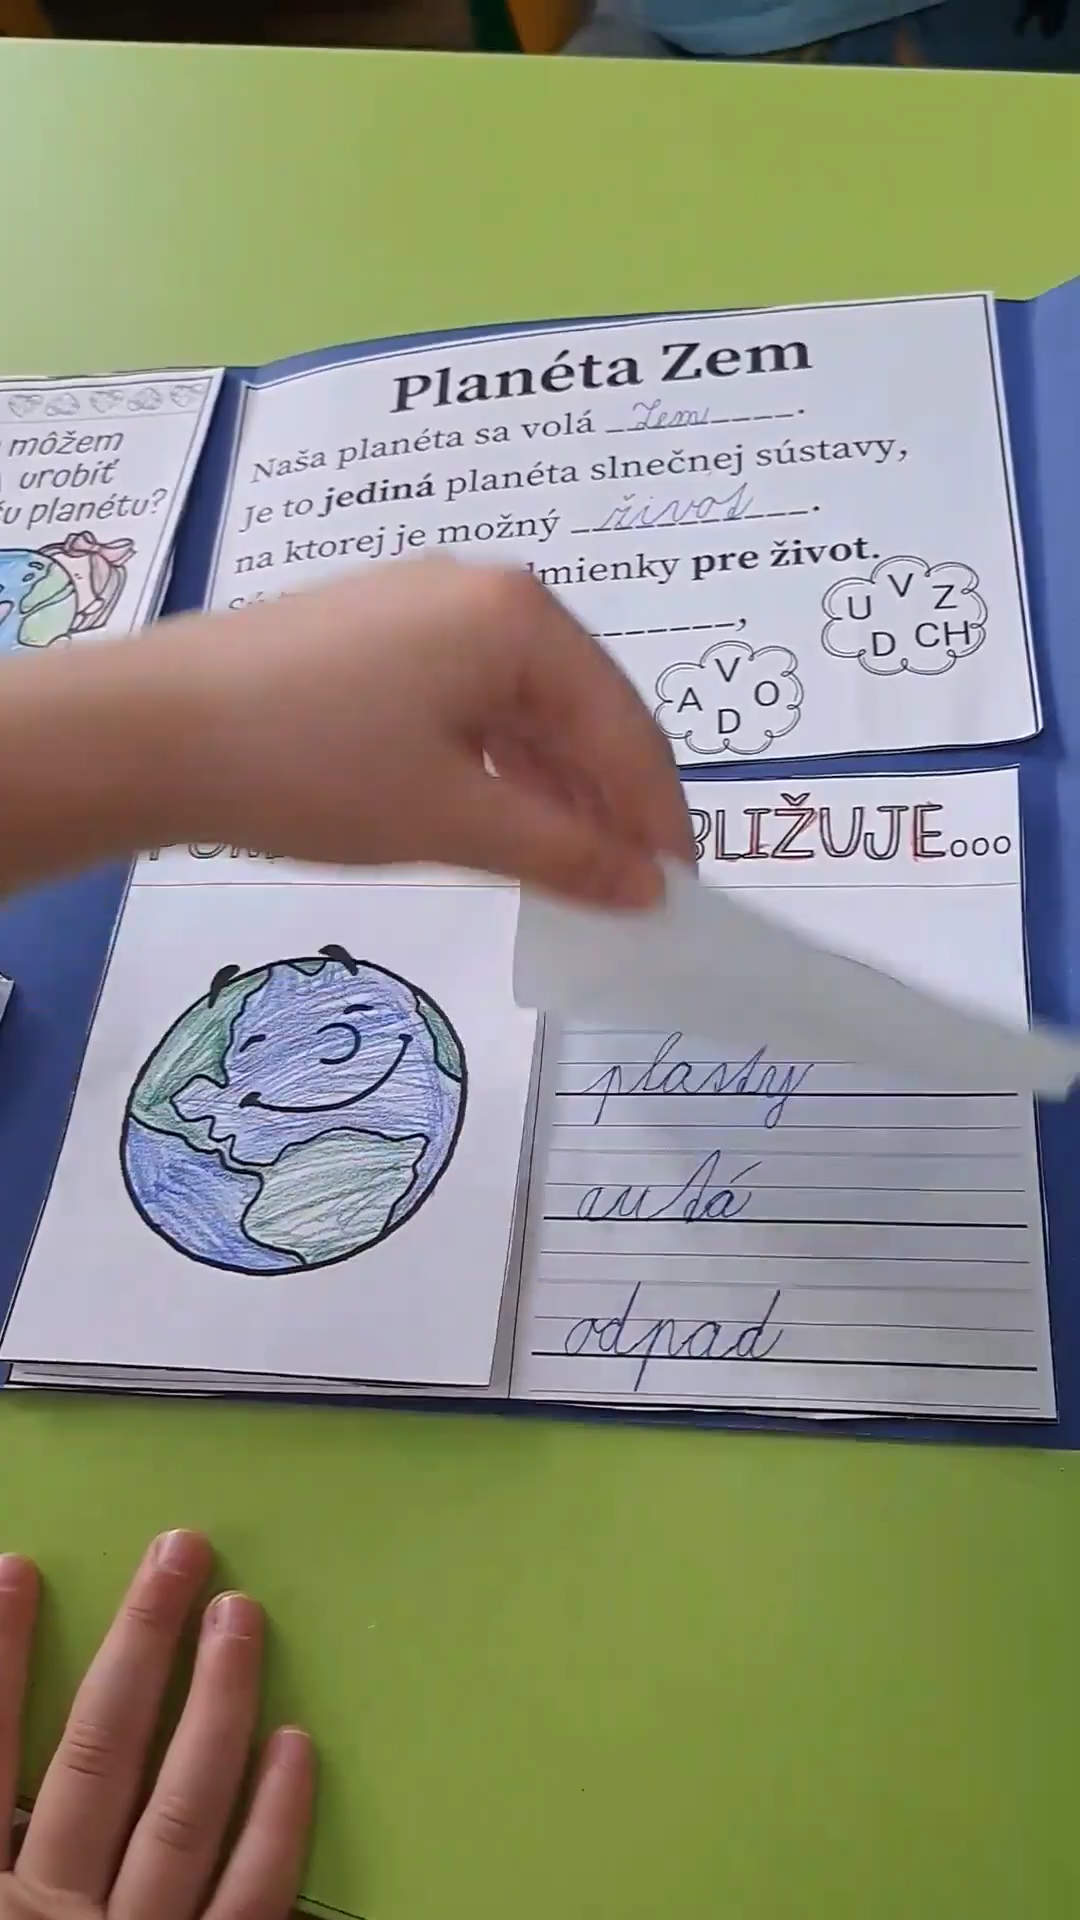 Planéta Zem
Naša planéta sa volá Zem.
Je to jediná planéta slnečnej sústavy,
na ktorej je možný život.
pre život.
U V Z D CH
A V O D
môžem
urobiť
planétu?
BLIŽUJE...
plasty
autá
odpad